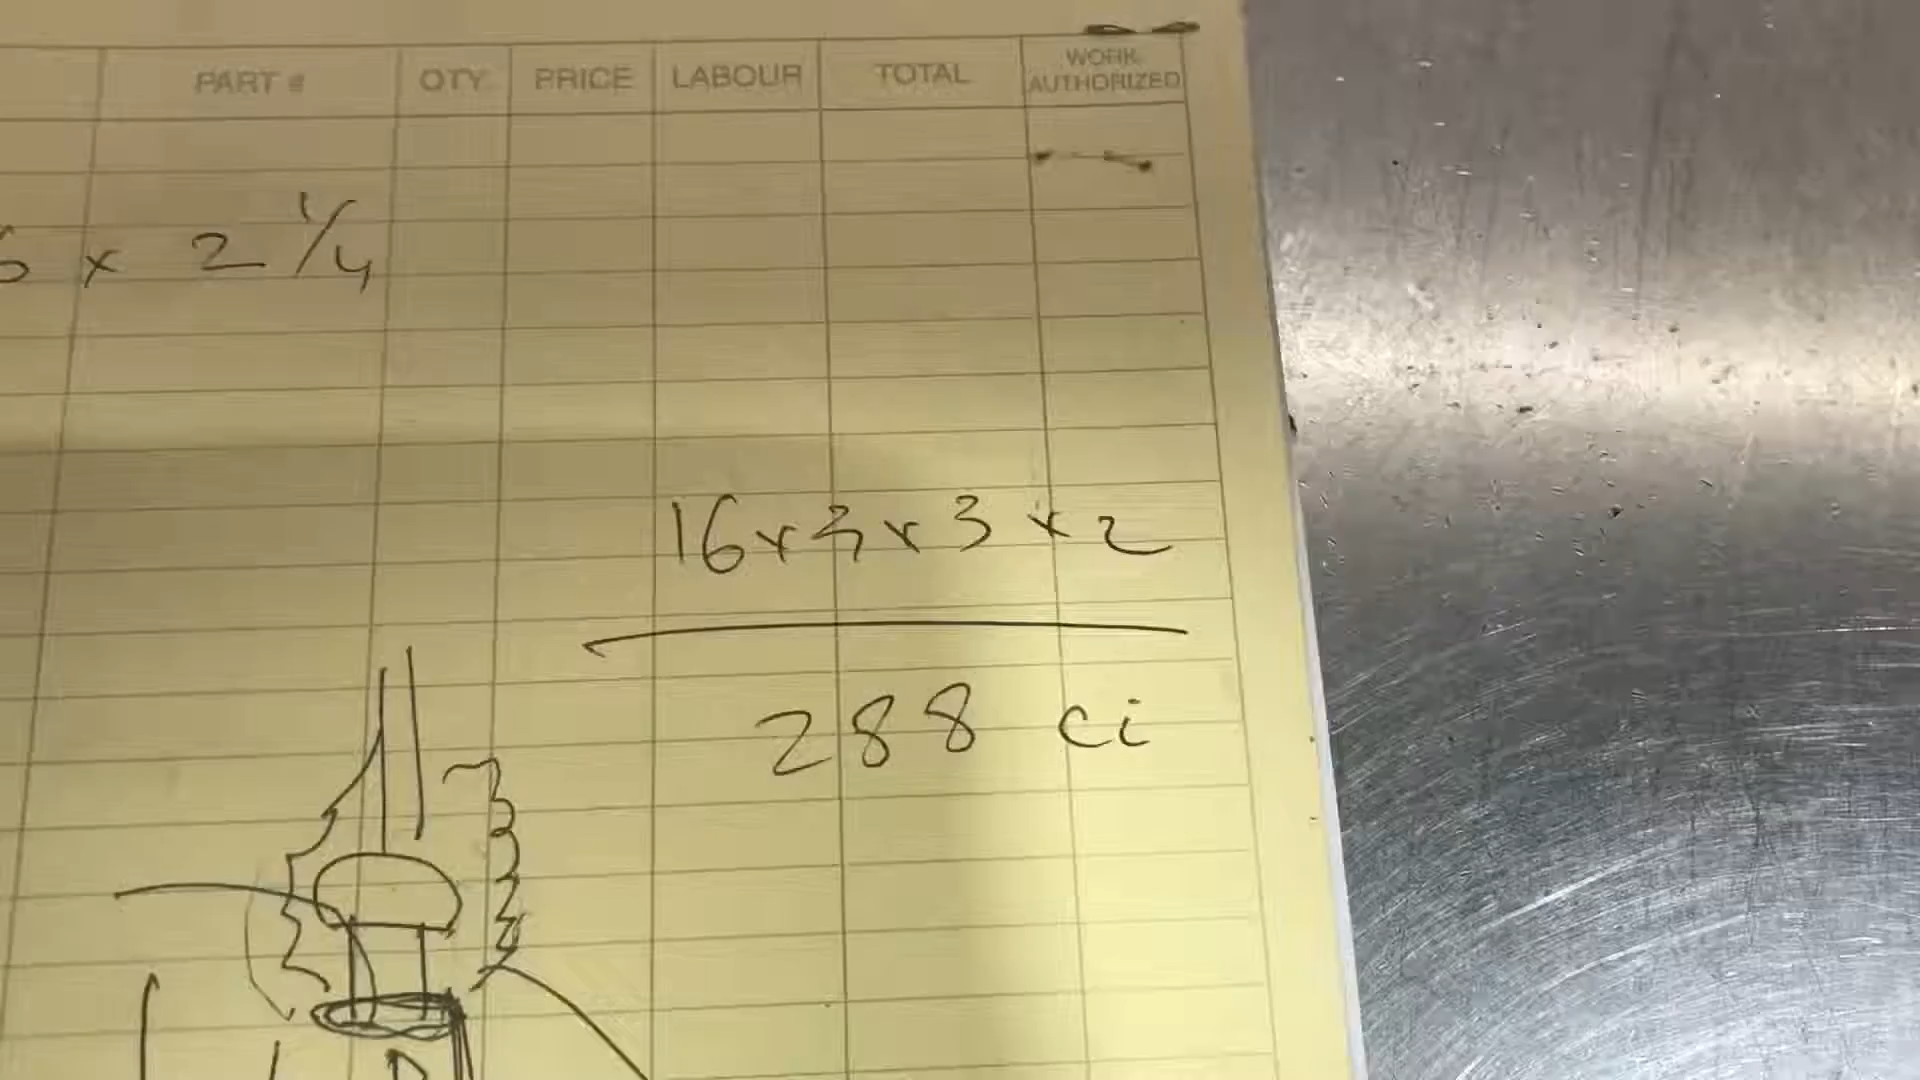 PART # QTY PRICE LABOUR TOTAL WORK AUTHORIZED
x 2 1/4
16 x 3 x 3 x 2
288 ci